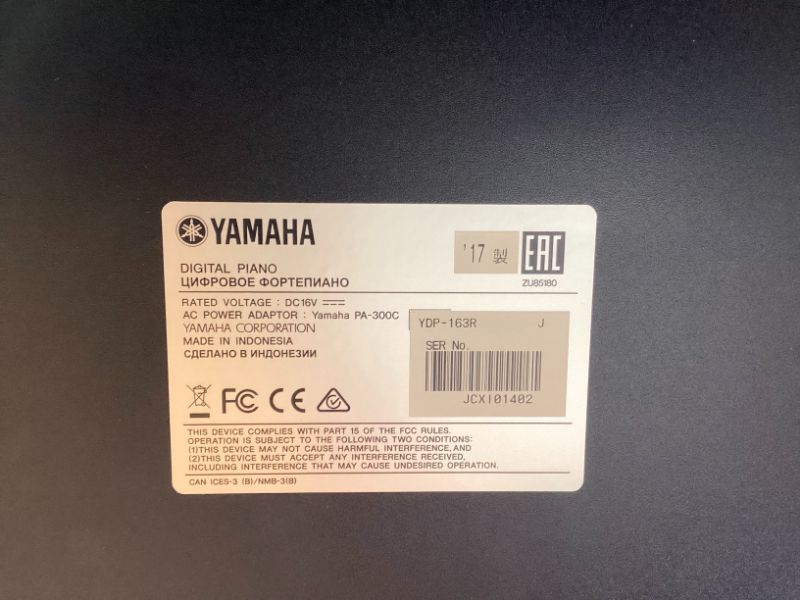 YAMAHA
'17 製
EAC
ZU85180
DIGITAL PIANO
ЦИФРОВОЕ ФОРТЕПИАНО
RATED VOLTAGE : DC16V
AC POWER ADAPTOR : Yamaha PA-300C
YAMAHA CORPORATION
MADE IN INDONESIA
СДЕЛАНО В ИНДОНЕЗИИ
YDP-163R J
SER No.
JCXI01402
FC CE
THIS DEVICE COMPLIES WITH PART 15 OF THE FCC RULES.
OPERATION IS SUBJECT TO THE FOLLOWING TWO CONDITIONS:
(1)THIS DEVICE MAY NOT CAUSE HARMFUL INTERFERENCE,AND
(2)THIS DEVICE MUST ACCEPT ANY INTERFERENCE RECEIVED,
INCLUDING INTERFERENCE THAT MAY CAUSE UNDESIRED OPERATION.
CAN ICES-3 (B)/NMB-3(B)